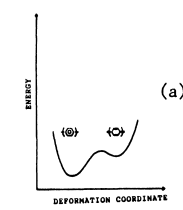 ENERGY
(a)
DEFORMATION COORDINATE